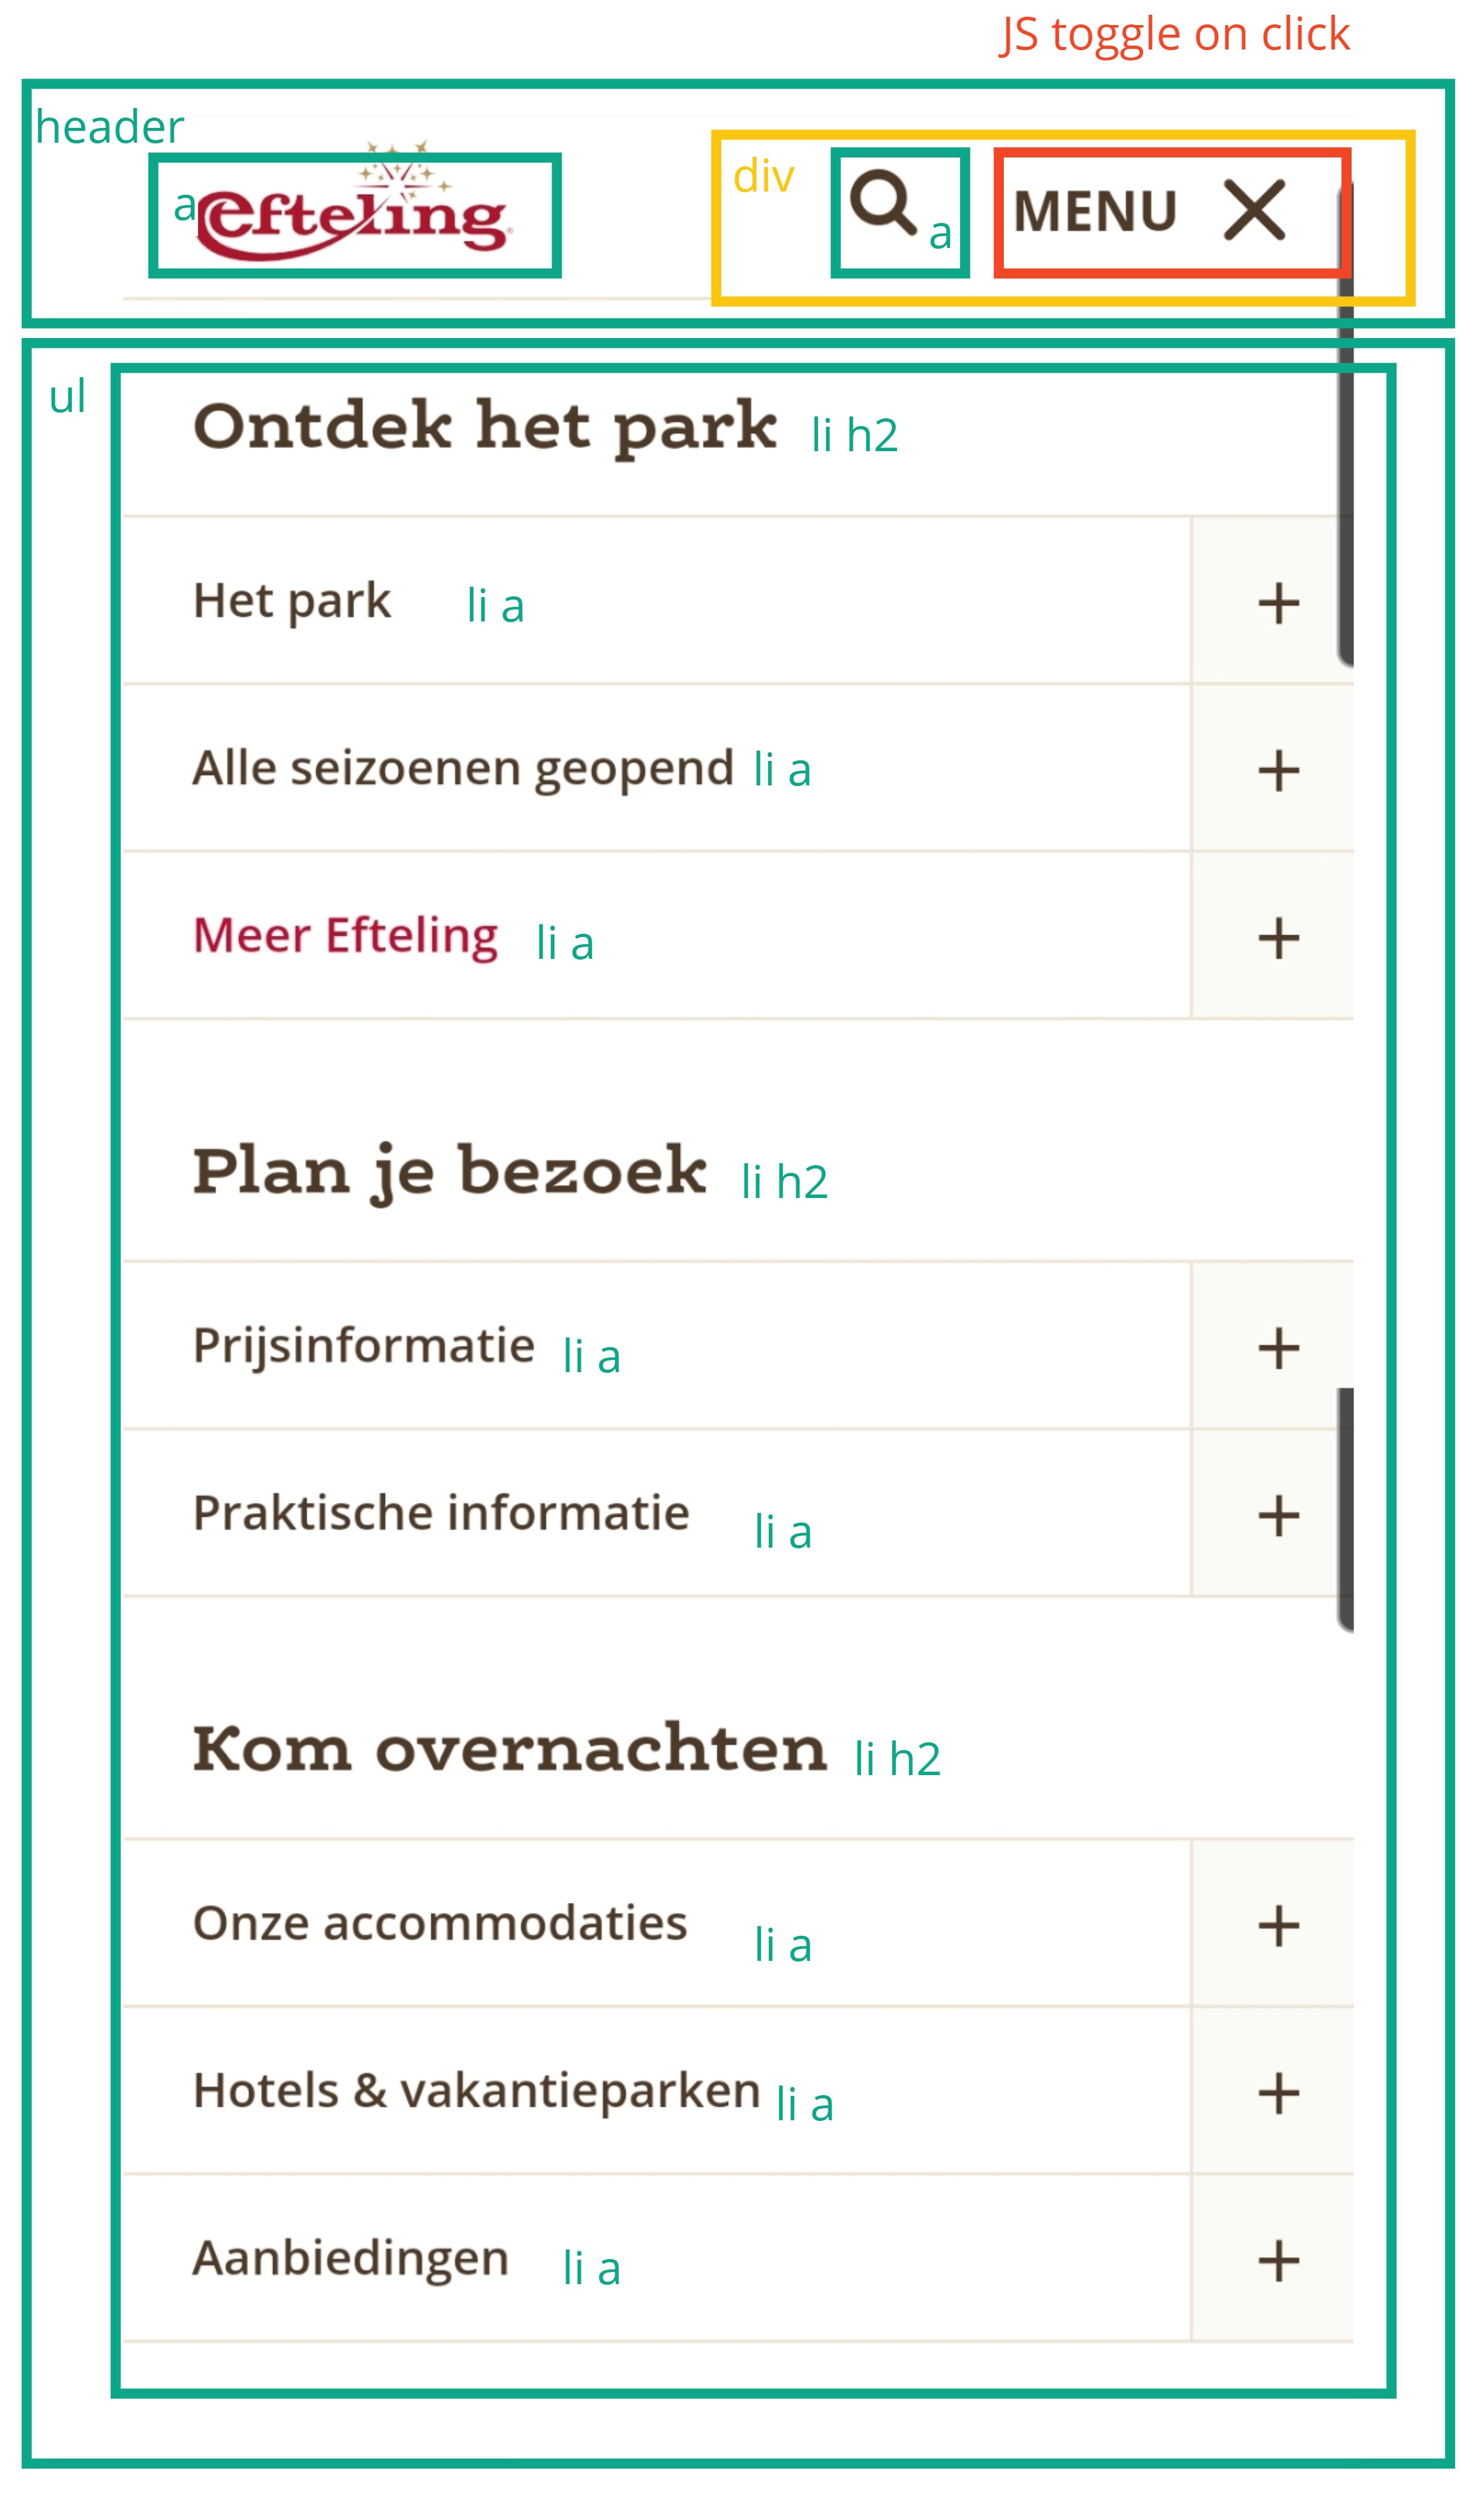 JS toggle on click
header
a efteling®
div
a
MENU
ul
Ontdek het park li h2
Het park li a
Alle seizoenen geopend li a
Meer Efteling li a
Plan je bezoek li h2
Prijsinformatie li a
Praktische informatie li a
Kom overnachten li h2
Onze accommodaties li a
Hotels & vakantieparken li a
Aanbiedingen li a